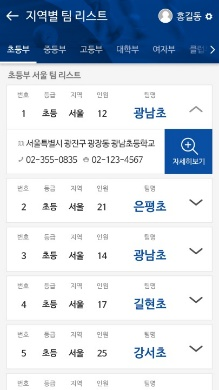 지역별 팀 리스트 홍길동
초등부 중등부 고등부 대학부 여자부 클럽
초등부 서울 팀 리스트
번호 등급 지역 인원 팀명
1 초등 서울 12 광남초
서울특별시 광진구 광장동 광남초등학교
02-355-0835 02-123-4567
자세히보기
번호 등급 지역 인원 팀명
2 초등 서울 21 은평초
번호 등급 지역 인원 팀명
3 초등 서울 14 광남초
번호 등급 지역 인원 팀명
4 초등 서울 17 길현초
번호 등급 지역 인원 팀명
5 초등 서울 25 강서초